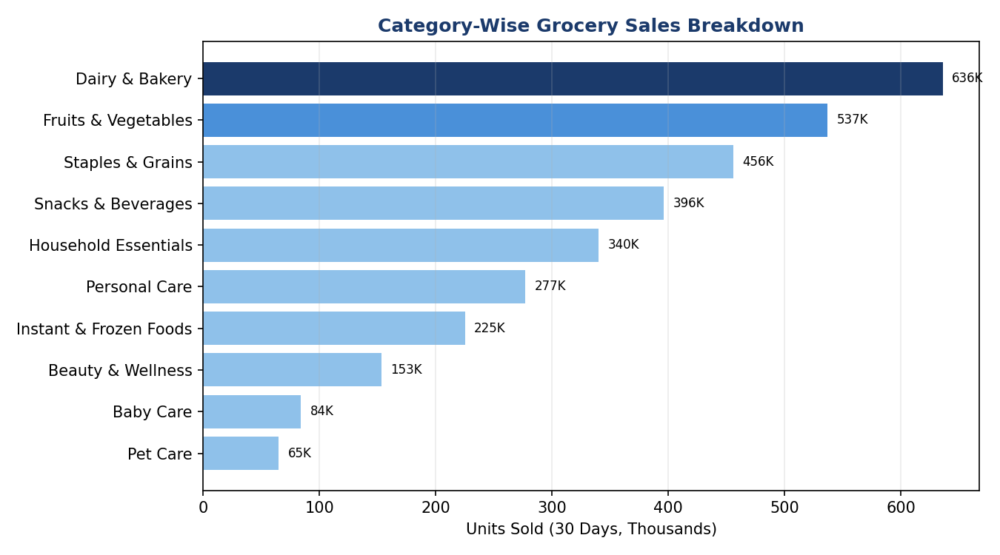 Category-Wise Grocery Sales Breakdown
Dairy & Bakery 636K
Fruits & Vegetables 537K
Staples & Grains 456K
Snacks & Beverages 396K
Household Essentials 340K
Personal Care 277K
Instant & Frozen Foods 225K
Beauty & Wellness 153K
Baby Care 84K
Pet Care 65K
0 100 200 300 400 500 600
Units Sold (30 Days, Thousands)